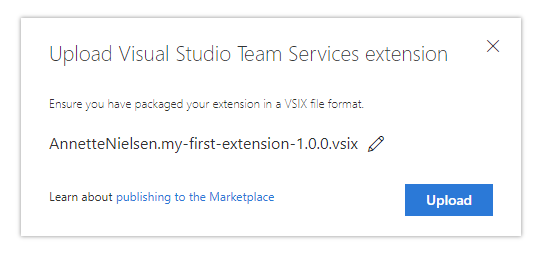 Upload Visual Studio Team Services extension
Ensure you have packaged your extension in a VSIX file format.
AnnetteNielsen.my-first-extension-1.0.0.vsix
Learn about publishing to the Marketplace
Upload